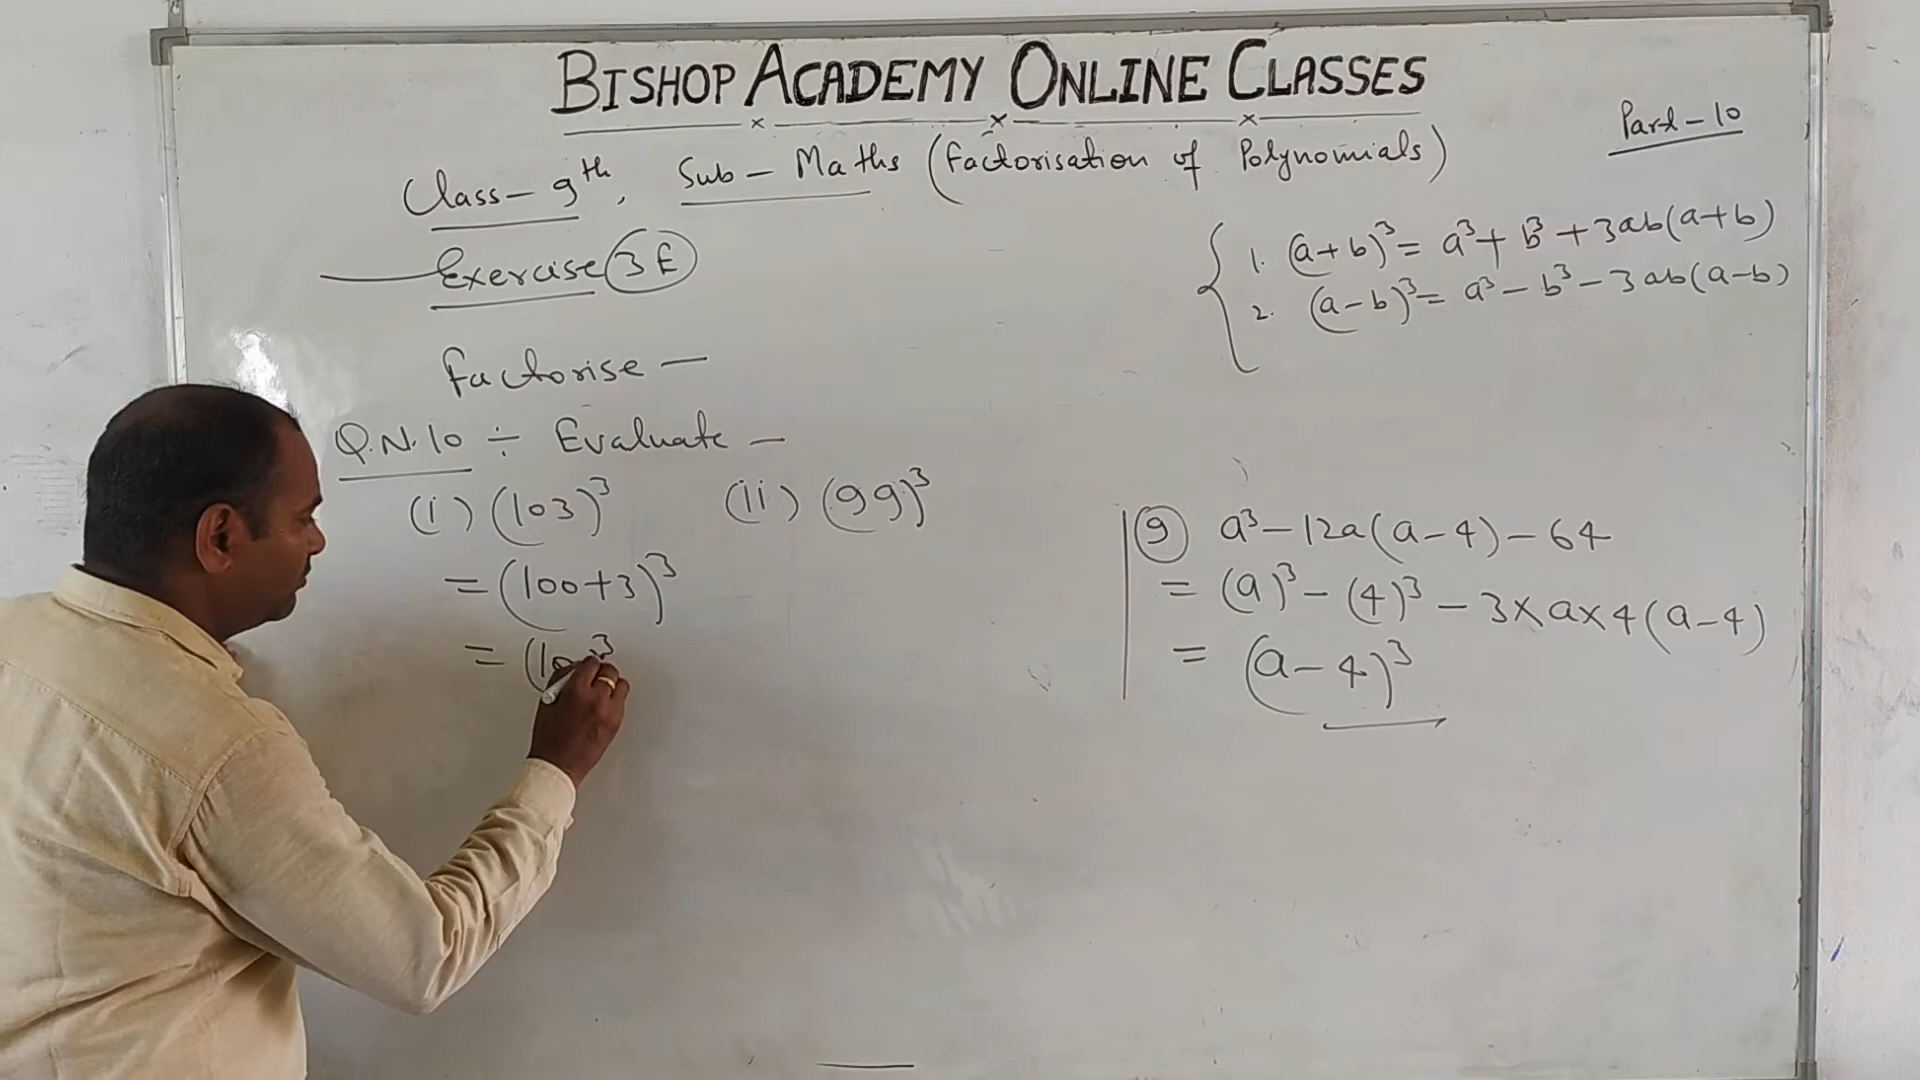 BISHOP ACADEMY ONLINE CLASSES
Part - 10
Class - 9th, Sub - Maths (Factorisation of Polynomials)
Exercise 3E
1. (a+b)³ = a³ + b³ + 3ab(a+b)
2. (a-b)³ = a³ - b³ - 3ab(a-b)
Factorise -
Q.N.10 ÷ Evaluate -
(i) (103)³ (ii) (99)³
= (100+3)³
= (100³
9 a³ - 12a(a-4) - 64
= (a)³ - (4)³ - 3×a×4(a-4)
= (a-4)³